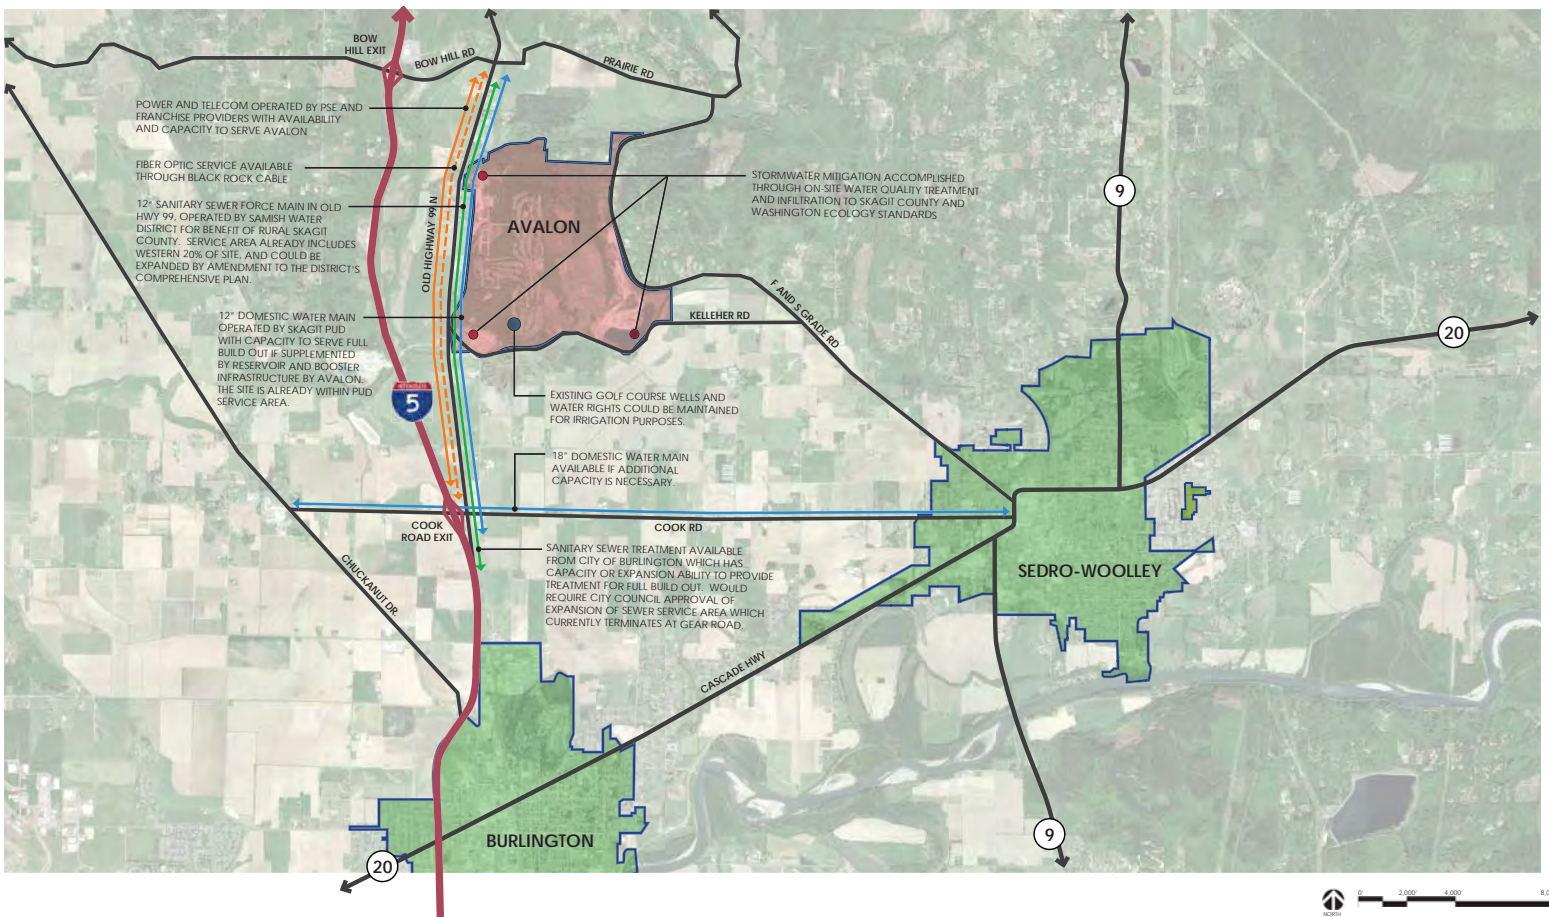 BOW
HILL EXIT
BOW HILL RD
PRAIRIE RD
POWER AND TELECOM OPERATED BY PSE AND
FRANCHISE PROVIDERS WITH AVAILABILITY
AND CAPACITY TO SERVE AVALON
FIBER OPTIC SERVICE AVAILABLE
THROUGH BLACK ROCK CABLE
12" SANITARY SEWER FORCE MAIN IN OLD
HWY 99, OPERATED BY SAMISH WATER
DISTRICT FOR BENEFIT OF RURAL SKAGIT
COUNTY. SERVICE AREA ALREADY INCLUDES
WESTERN 20% OF SITE, AND COULD BE
EXPANDED BY AMENDMENT TO THE DISTRICT'S
COMPREHENSIVE PLAN.
12" DOMESTIC WATER MAIN
OPERATED BY SKAGIT PUD
WITH CAPACITY TO SERVE FULL
BUILD OUT IF SUPPLEMENTED
BY RESERVOIR AND BOOSTER
INFRASTRUCTURE BY AVALON.
THE SITE IS ALREADY WITHIN PUD
SERVICE AREA.
OLD HIGHWAY 99 N
AVALON
STORMWATER MITIGATION ACCOMPLISHED
THROUGH ON-SITE WATER QUALITY TREATMENT
AND INFILTRATION TO SKAGIT COUNTY AND
WASHINGTON ECOLOGY STANDARDS
9
F AND S GRADE RD
KELLEHER RD
20
INTERSTATE
5
EXISTING GOLF COURSE WELLS AND
WATER RIGHTS COULD BE MAINTAINED
FOR IRRIGATION PURPOSES.
18" DOMESTIC WATER MAIN
AVAILABLE IF ADDITIONAL
CAPACITY IS NECESSARY.
COOK
ROAD EXIT
COOK RD
SANITARY SEWER TREATMENT AVAILABLE
FROM CITY OF BURLINGTON WHICH HAS
CAPACITY OR EXPANSION ABILITY TO PROVIDE
TREATMENT FOR FULL BUILD OUT. WOULD
REQUIRE CITY COUNCIL APPROVAL OF
EXPANSION OF SEWER SERVICE AREA WHICH
CURRENTLY TERMINATES AT GEAR ROAD.
CHUCKANUT DR.
SEDRO-WOOLLEY
CASCADE HWY
BURLINGTON
20
9
NORTH
0' 2,000' 4,000' 8,0